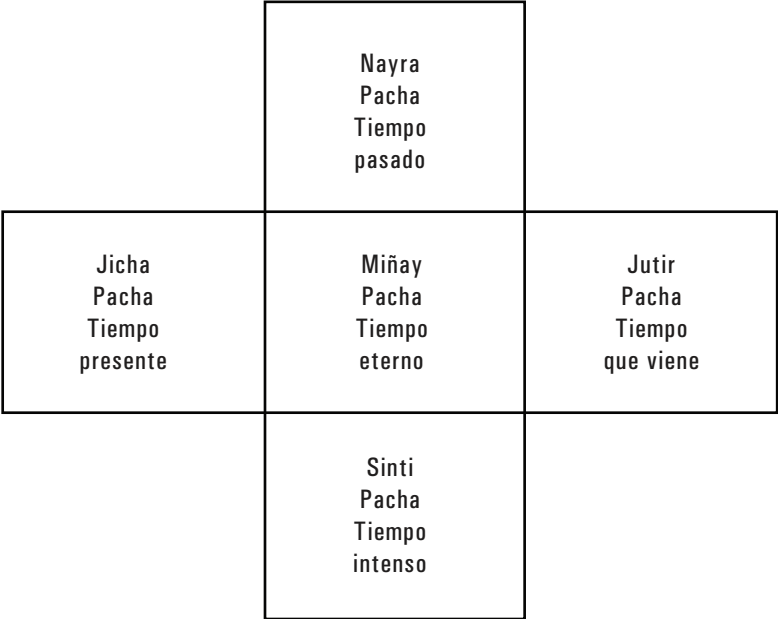 Nayra
Pacha
Tiempo
pasado
Jicha
Pacha
Tiempo
presente
Miñay
Pacha
Tiempo
eterno
Jutir
Pacha
Tiempo
que viene
Sinti
Pacha
Tiempo
intenso